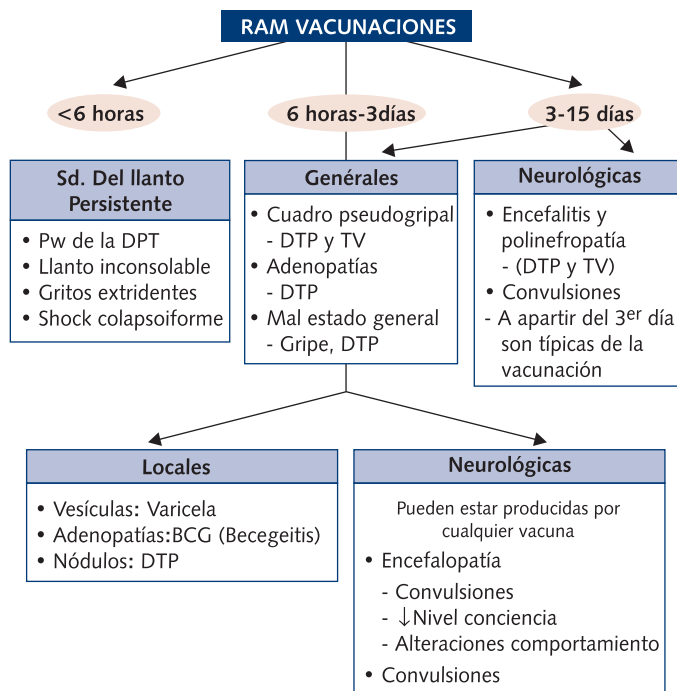 RAM VACUNACIONES
<6 horas
6 horas-3días
3-15 días
Sd. Del llanto
Persistente
• Pw de la DPT
• Llanto inconsolable
• Gritos extridentes
• Shock colapsoiforme
Génerales
• Cuadro pseudogripal
- DTP y TV
• Adenopatías
- DTP
• Mal estado general
- Gripe, DTP
Neurológicas
• Encefalitis y
polinefropatía
- (DTP y TV)
• Convulsiones
- A apartir del 3er día
son típicas de la
vacunación
Locales
• Vesículas: Varicela
• Adenopatías:BCG (Becegeitis)
• Nódulos: DTP
Neurológicas
Pueden estar producidas por
cualquier vacuna
• Encefalopatía
- Convulsiones
- ↓Nivel conciencia
- Alteraciones comportamiento
• Convulsiones